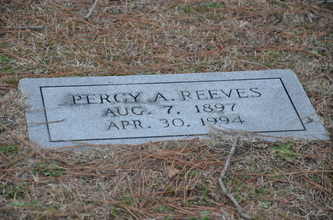 PERCY A. REEVES
AUG. 7. 1897
APR. 30. 1994